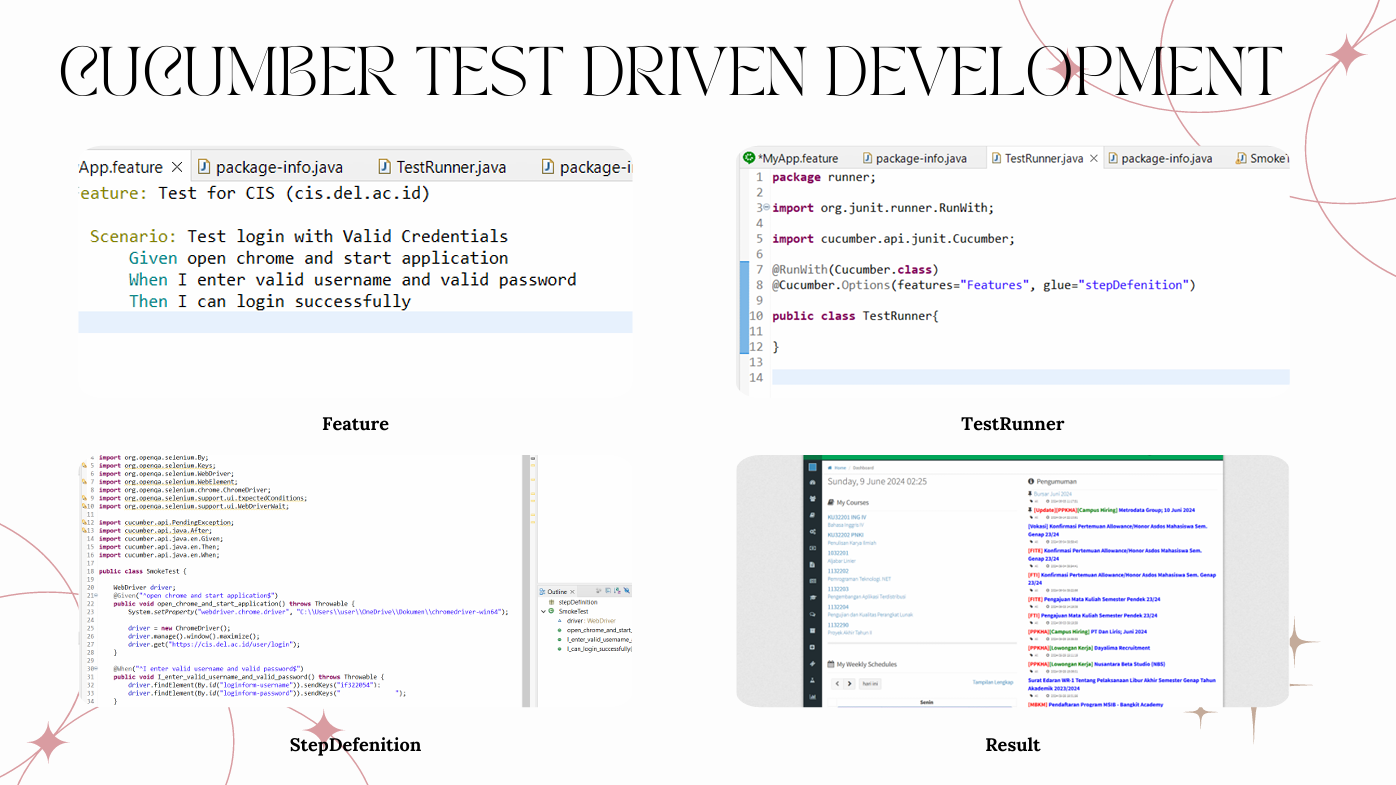 CUCUMBER TEST DRIVEN DEVELOPMENT
App.feature package-info.java TestRunner.java package-i
eature: Test for CIS (cis.del.ac.id)
Scenario: Test login with Valid Credentials
Given open chrome and start application
When I enter valid username and valid password
Then I can login successfully
Feature
*MyApp.feature package-info.java TestRunner.java package-info.java Smoke
1 package runner;
2
3 import org.junit.runner.RunWith;
4
5 import cucumber.api.junit.Cucumber;
6
7 @RunWith(Cucumber.class)
8 @Cucumber.Options(features="Features", glue="stepDefenition")
9
10 public class TestRunner{
11
12 }
13
14
TestRunner
4 import org.openqa.selenium.By;
5 import org.openqa.selenium.Keys;
6 import org.openqa.selenium.WebDriver;
7 import org.openqa.selenium.WebElement;
8 import org.openqa.selenium.chrome.ChromeDriver;
9 import org.openqa.selenium.support.ui.ExpectedConditions;
10 import org.openqa.selenium.support.ui.WebDriverWait;
11
12 import cucumber.api.PendingException;
13 import cucumber.api.java.After;
14 import cucumber.api.java.en.Given;
15 import cucumber.api.java.en.Then;
16 import cucumber.api.java.en.When;
17
18 public class SmokeTest {
19
20 WebDriver driver;
21 @Given("^open chrome and start application$")
22 public void open_chrome_and_start_application() throws Throwable {
23 System.setProperty("webdriver.chrome.driver", "C:\\Users\\user\\OneDrive\\Dokumen\\chromedriver-win64");
24
25 driver = new ChromeDriver();
26 driver.manage().window().maximize();
27 driver.get("https://cis.del.ac.id/user/login");
28 }
29
30 @When("^I enter valid username and valid password$")
31 public void I_enter_valid_username_and_valid_password() throws Throwable {
32 driver.findElement(By.id("loginform-username")).sendKeys("if322054");
33 driver.findElement(By.id("loginform-password")).sendKeys(" ");
34 }
Outline
stepDefinition
SmokeTest
driver: WebDriver
open_chrome_and_start_
I_enter_valid_username_
I_can_login_successfully(
StepDefenition
Home / Dashboard
Sunday, 9 June 2024 02:25
My Courses
KU32201 ING IV
Bahasa Inggris IV
KU32202 PNKI
Penulisan Karya Ilmiah
1032201
Aljabar Linier
1132202
Pemrograman Teknologi .NET
1132203
Pengembangan Aplikasi Terdistribusi
1132204
Pengujian dan Kualitas Perangkat Lunak
1132290
Proyek Akhir Tahun II
My Weekly Schedules
hari ini Tampilan Lengkap
Senin
Pengumuman
Juni 2024
[Update][PPKHA][Campus Hiring] Metrodata Group; 10 Juni 2024
[Vokasi] Konfirmasi Pertemuan Allowance/Honor Asdos Mahasiswa Sem.
Genap 23/24
[FITE] Konfirmasi Pertemuan Allowance/Honor Asdos Mahasiswa Sem.
Genap 23/24
[FTI] Konfirmasi Pertemuan Allowance/Honor Asdos Mahasiswa Sem. Genap
23/24
[FITE] Pengajuan Mata Kuliah Semester Pendek 23/24
[FTI] Pengajuan Mata Kuliah Semester Pendek 23/24
[PPKHA][Campus Hiring] PT Dan Liris; Juni 2024
[PPKHA][Lowongan Kerja] Dayalima Recruitment
[PPKHA][Lowongan Kerja] Nusantara Beta Studio (NBS)
Surat Edaran WR-1 Tentang Pelaksanaan Libur Akhir Semester Genap Tahun
Akademik 2023/2024
[MBKM] Pendaftaran Program MSIB - Bangkit Academy
Result